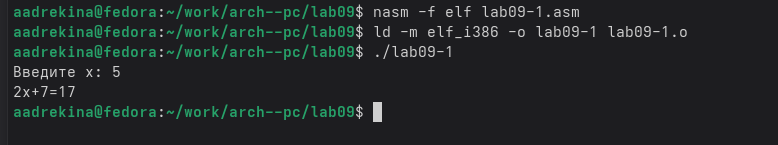 aadrekina@fedora:~/work/arch--pc/lab09$ nasm -f elf lab09-1.asm
aadrekina@fedora:~/work/arch--pc/lab09$ ld -m elf_i386 -o lab09-1 lab09-1.o
aadrekina@fedora:~/work/arch--pc/lab09$ ./lab09-1
Введите x: 5
2x+7=17
aadrekina@fedora:~/work/arch--pc/lab09$